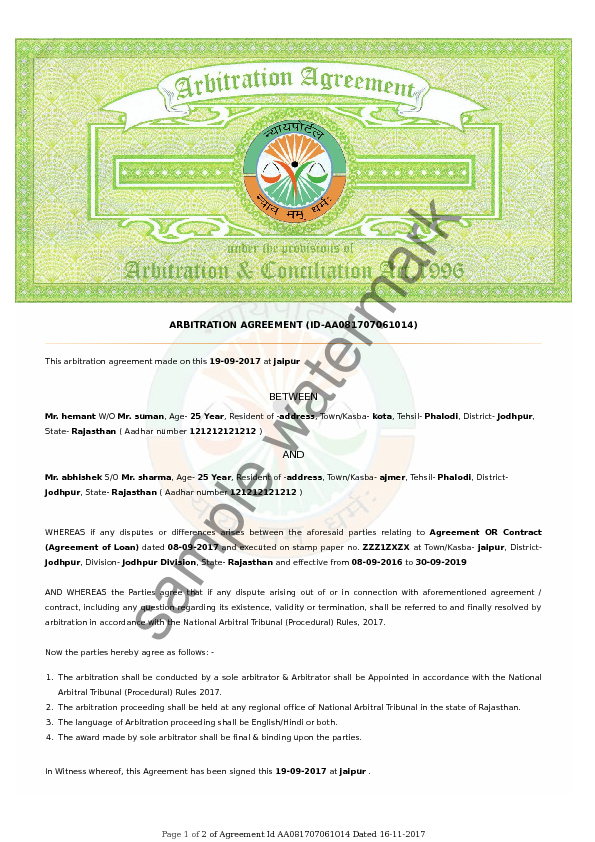 Arbitration Agreement
न्यायपोर्टल
न्याय मम् धर्म:
under the provisions of
Arbitration & Conciliation Act 1996
ARBITRATION AGREEMENT (ID-AA081707061014)
This arbitration agreement made on this 19-09-2017 at jaipur
BETWEEN
Mr. hemant W/O Mr. suman, Age- 25 Year, Resident of -address, Town/Kasba- kota, Tehsil- Phalodi, District- Jodhpur,
State- Rajasthan ( Aadhar number 121212121212 )
AND
Mr. abhishek S/O Mr. sharma, Age- 25 Year, Resident of -address, Town/Kasba- ajmer, Tehsil- Phalodi, District-
Jodhpur, State- Rajasthan ( Aadhar number 121212121212 )
WHEREAS if any disputes or differences arises between the aforesaid parties relating to Agreement OR Contract
(Agreement of Loan) dated 08-09-2017 and executed on stamp paper no. ZZZ1ZXZX at Town/Kasba- jaipur, District-
Jodhpur, Division- Jodhpur Division, State- Rajasthan and effective from 08-09-2016 to 30-09-2019
AND WHEREAS the Parties agree that if any dispute arising out of or in connection with aforementioned agreement /
contract, including any question regarding its existence, validity or termination, shall be referred to and finally resolved by
arbitration in accordance with the National Arbitral Tribunal (Procedural) Rules, 2017.
Now the parties hereby agree as follows: -
1. The arbitration shall be conducted by a sole arbitrator & Arbitrator shall be Appointed in accordance with the National
Arbitral Tribunal (Procedural) Rules 2017.
2. The arbitration proceeding shall be held at any regional office of National Arbitral Tribunal in the state of Rajasthan.
3. The language of Arbitration proceeding shall be English/Hindi or both.
4. The award made by sole arbitrator shall be final & binding upon the parties.
In Witness whereof, this Agreement has been signed this 19-09-2017 at jaipur .
sample watermark
Page 1 of 2 of Agreement Id AA081707061014 Dated 16-11-2017